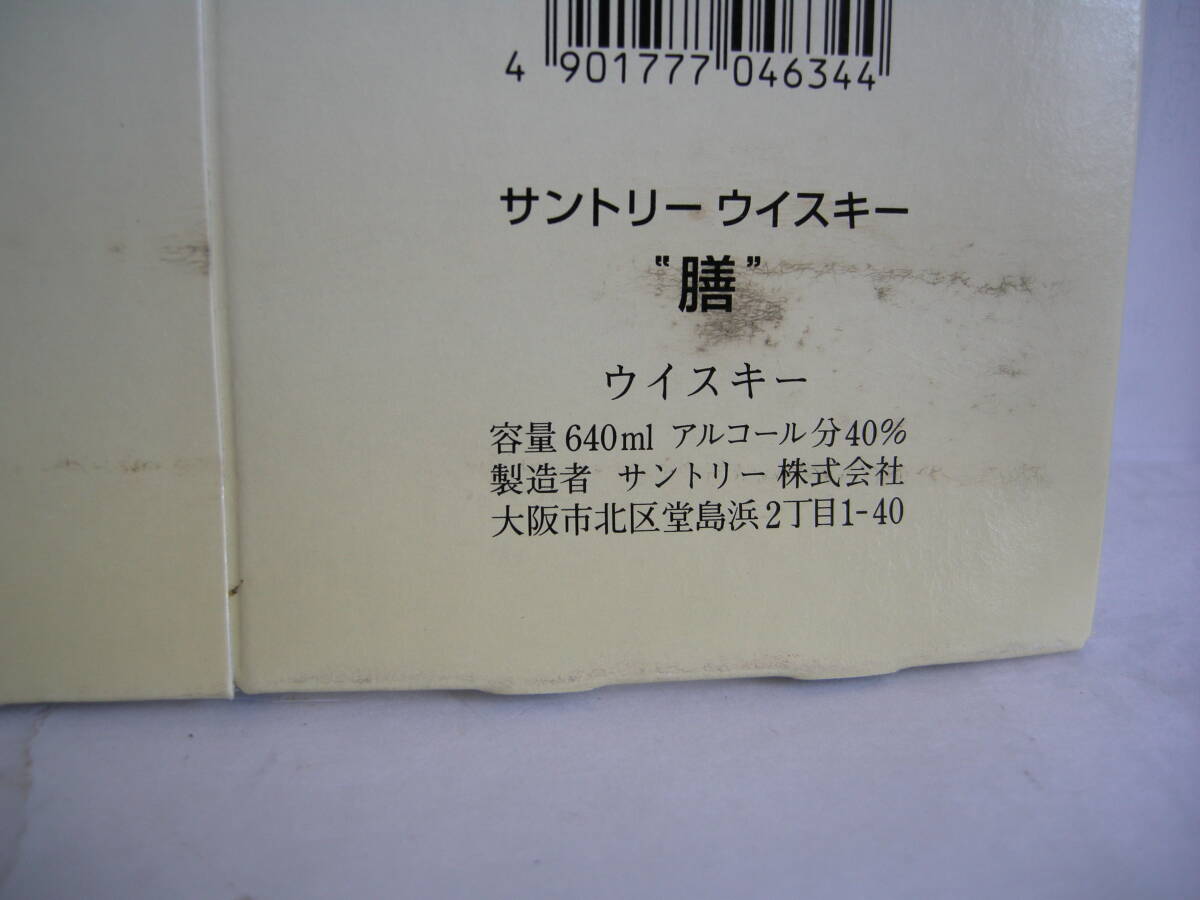 4 901777 046344
サントリー ウイスキー
〝膳〞
ウイスキー
容量 640ml アルコール分 40%
製造者 サントリー株式会社
大阪市北区堂島浜2丁目1-40